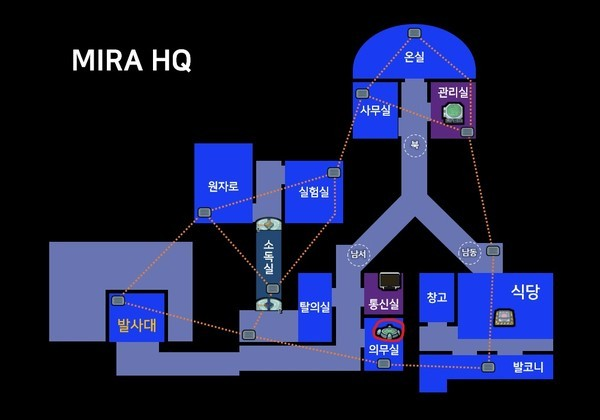 MIRA HQ
온실
사무실
관리실
북
원자로
실험실
소독실
남서
남동
탈의실
통신실
창고
식당
발사대
의무실
발코니